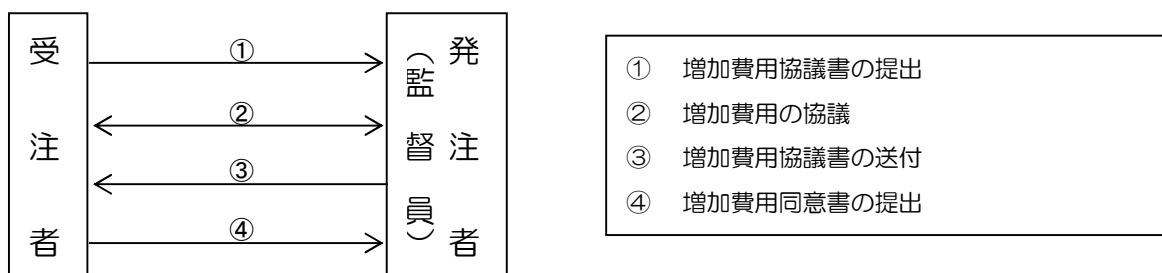 受注者
①
②
③
④
発注者
（監督員）
① 増加費用協議書の提出
② 増加費用の協議
③ 増加費用協議書の送付
④ 増加費用同意書の提出